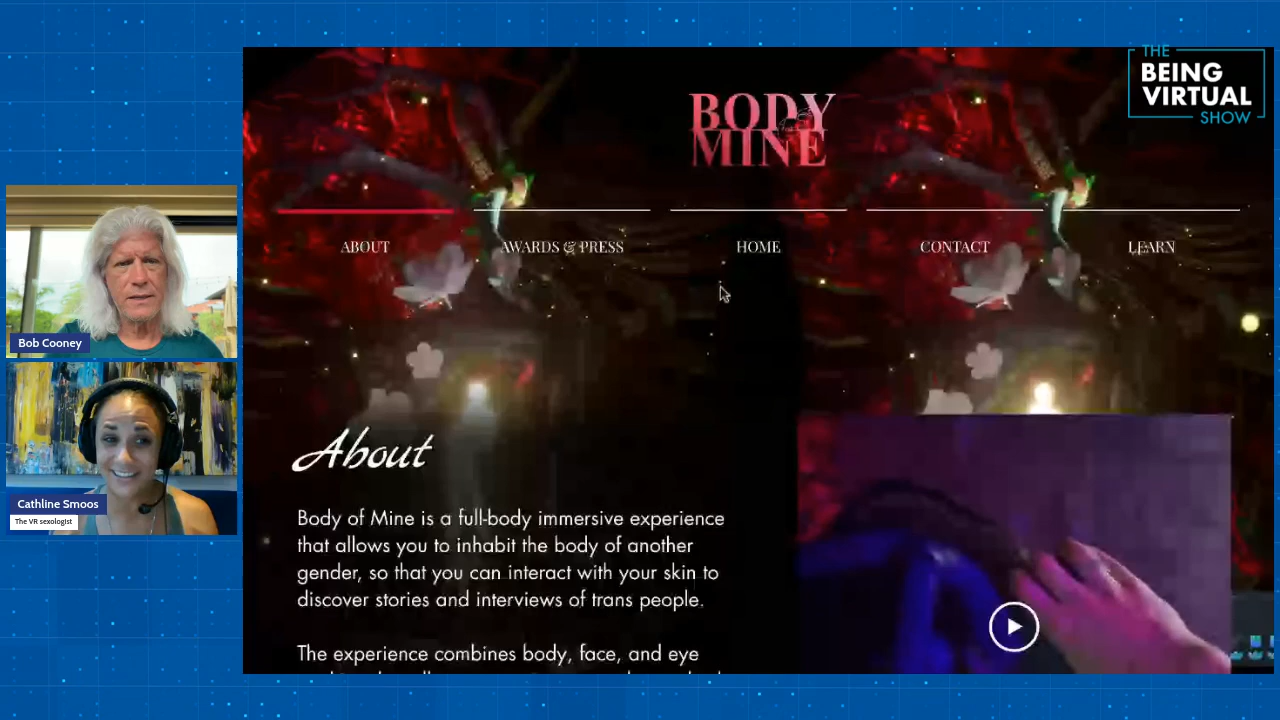 THE
BEING
VIRTUAL
SHOW
BODY
MINE
ABOUT
AWARDS & PRESS
HOME
CONTACT
LEARN
Bob Cooney
Cathline Smoos
The VR sexologist
About
Body of Mine is a full-body immersive experience
that allows you to inhabit the body of another
gender, so that you can interact with your skin to
discover stories and interviews of trans people.
The experience combines body, face, and eye